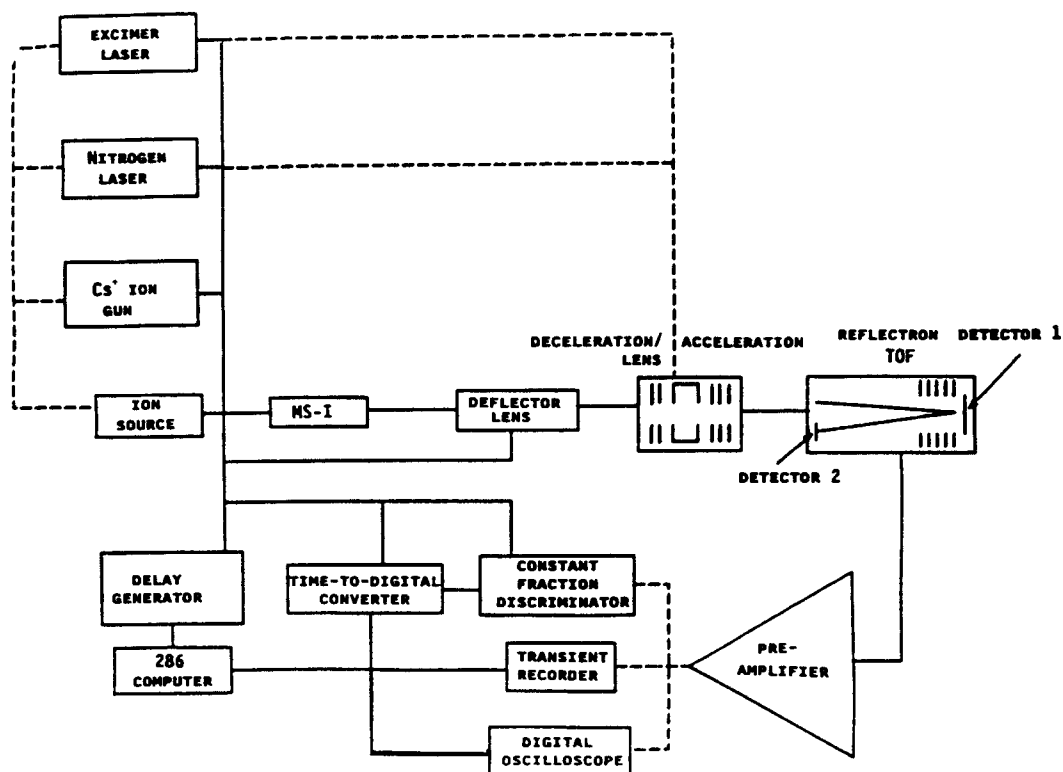 EXCIMER
LASER
NITROGEN
LASER
Cs+ ION
GUN
DECELERATION/ ACCELERATION
LENS
REFLECTRON DETECTOR 1
TOF
ION
SOURCE
MS-I
DEFLECTOR
LENS
DETECTOR 2
DELAY
GENERATOR
TIME-TO-DIGITAL
CONVERTER
CONSTANT
FRACTION
DISCRIMINATOR
286
COMPUTER
TRANSIENT
RECORDER
PRE-
AMPLIFIER
DIGITAL
OSCILLOSCOPE